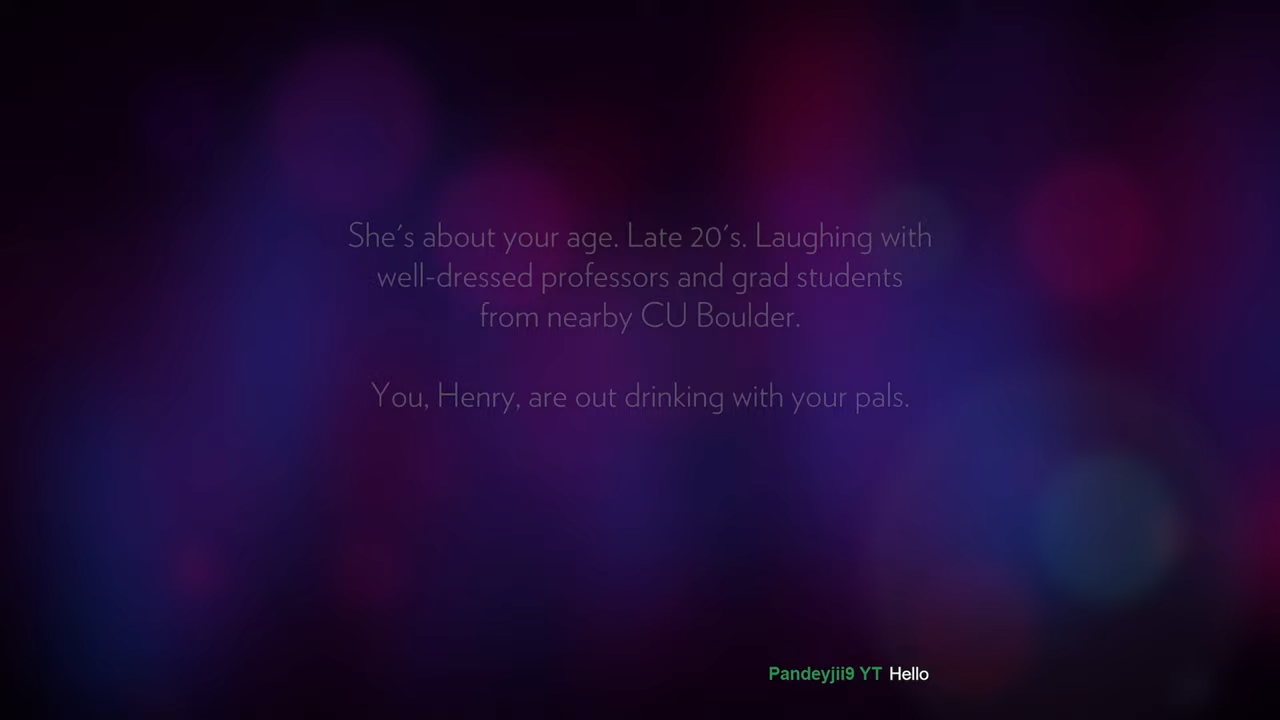 She's about your age. Late 20's. Laughing with
well-dressed professors and grad students
from nearby CU Boulder.
You, Henry, are out drinking with your pals.
Pandeyjii9 YT Hello